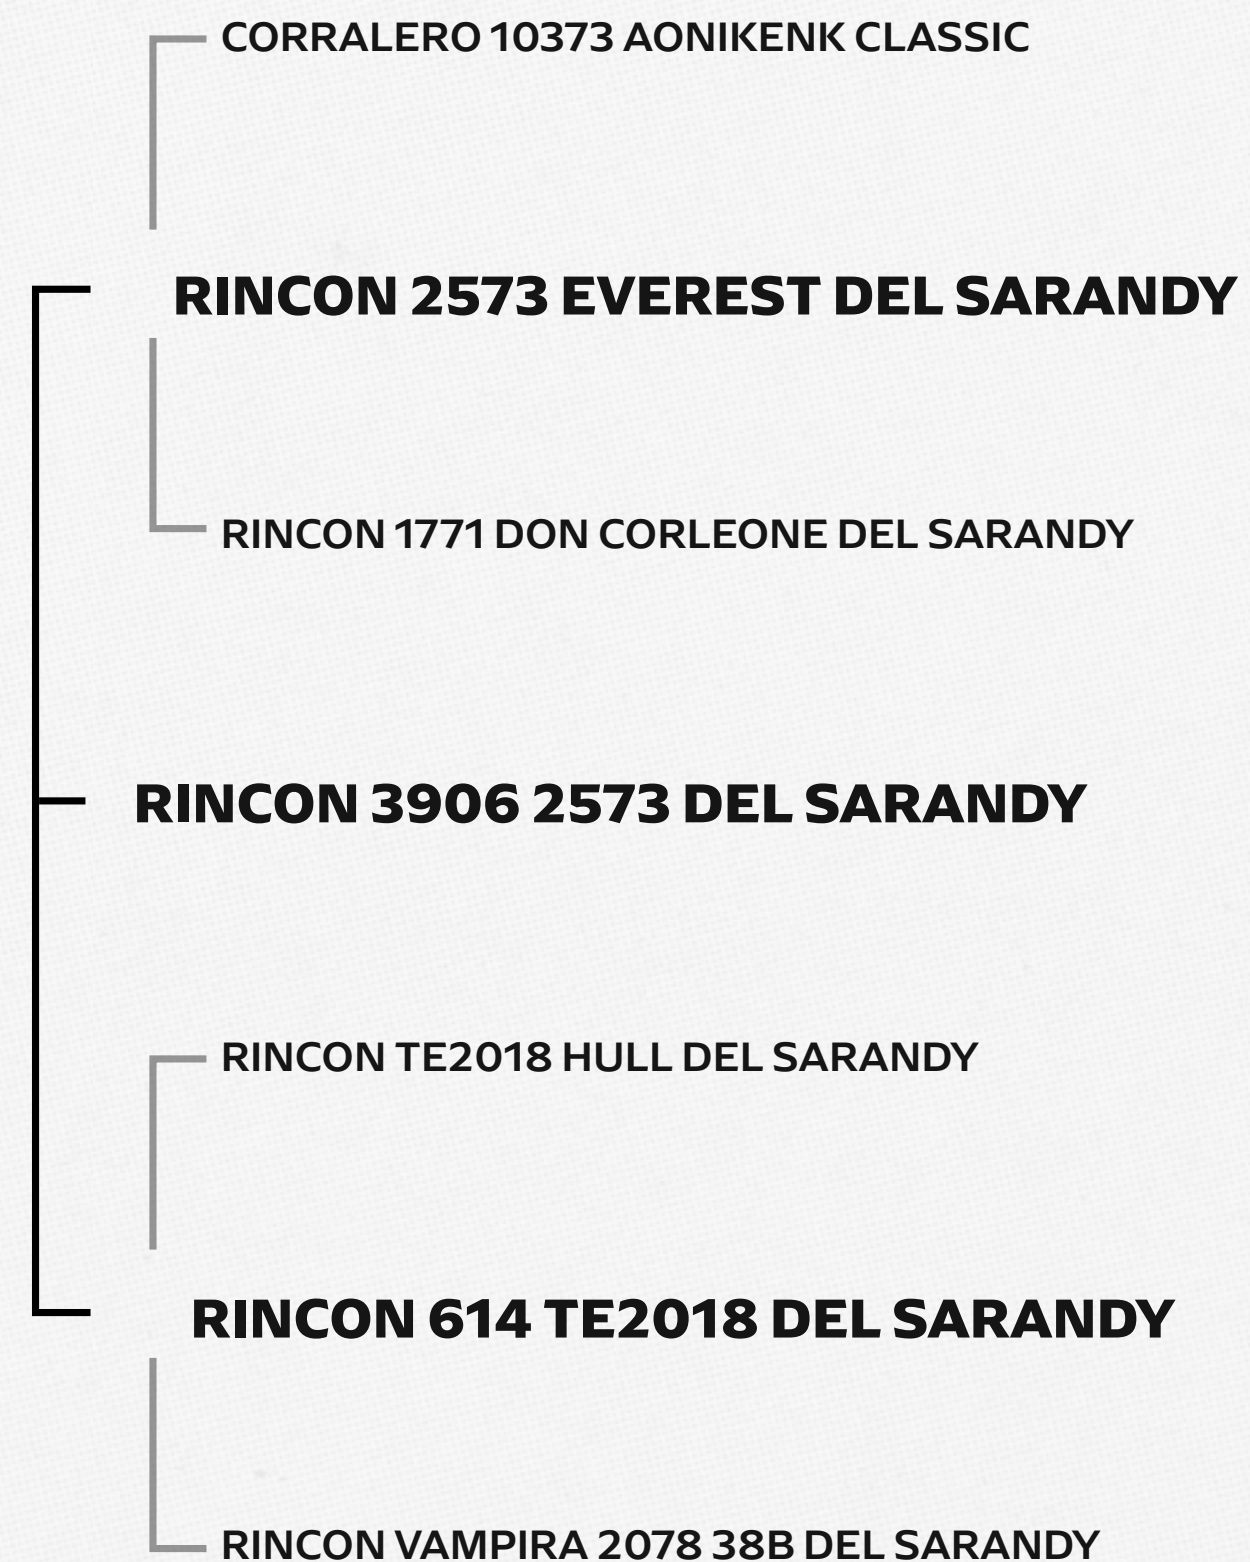 CORRALERO 10373 AONIKENK CLASSIC
RINCON 2573 EVEREST DEL SARANDY
RINCON 1771 DON CORLEONE DEL SARANDY
RINCON 3906 2573 DEL SARANDY
RINCON TE2018 HULL DEL SARANDY
RINCON 614 TE2018 DEL SARANDY
RINCON VAMPIRA 2078 38B DEL SARANDY